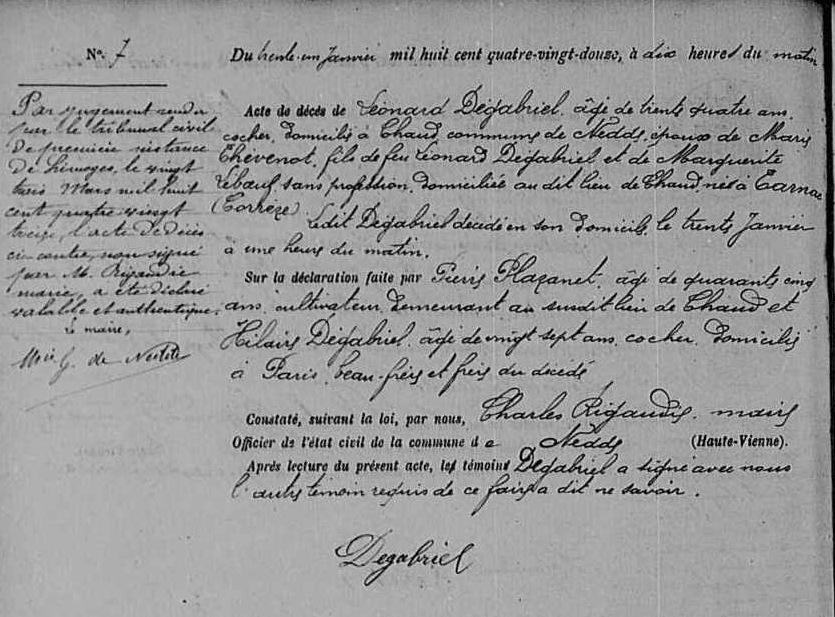 N° 7
Du trente-un Janvier mil huit cent quatre-vingt-douze, à dix heures du matin
Acte de décès de Léonard Dégabriel, âgé de trente quatre ans,
cocher, domicilié à Chaud commune de Nedde, époux de Marie
Thévenot, fils de feu Léonard Dégabriel et de Marguerite
Lebœuf, sans profession, domiciliée au dit lieu de Chaud, né à Tarnac
(Corrèze)
Ledit Dégabriel décédé en son domicile, le trente Janvier
à une heure du matin.
Sur la déclaration faite par Pierre Plazanet, âgé de quarante cinq
ans, cultivateur, demeurant au susdit lieu de Chaud et
Hilaire Dégabriel, âgé de vingt sept ans, cocher, domicilié
à Paris, beau-frère et frère du décédé
Constaté, suivant la loi, par nous, Charles Rigaudie, maire
Officier de l'état civil de la commune de Nedde (Haute-Vienne).
Après lecture du présent acte, les témoins Dégabriel a signé avec nous
l'autre témoin requis de ce faire a dit ne savoir.
Degabriel
Par jugement rendu
par le tribunal civil
de première instance
de Limoges, le vingt
trois Mars mil huit
cent quatre vingt
treize, l'acte de décès
ci-contre, non signé
par M. Rigaudie
maire, a été déclaré
valable et authentique.
Le maire,
G. de